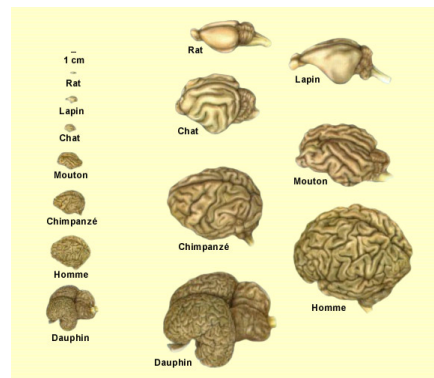 1 cm
Rat
Lapin
Chat
Mouton
Chimpanzé
Homme
Dauphin
Rat
Lapin
Chat
Mouton
Chimpanzé
Homme
Dauphin